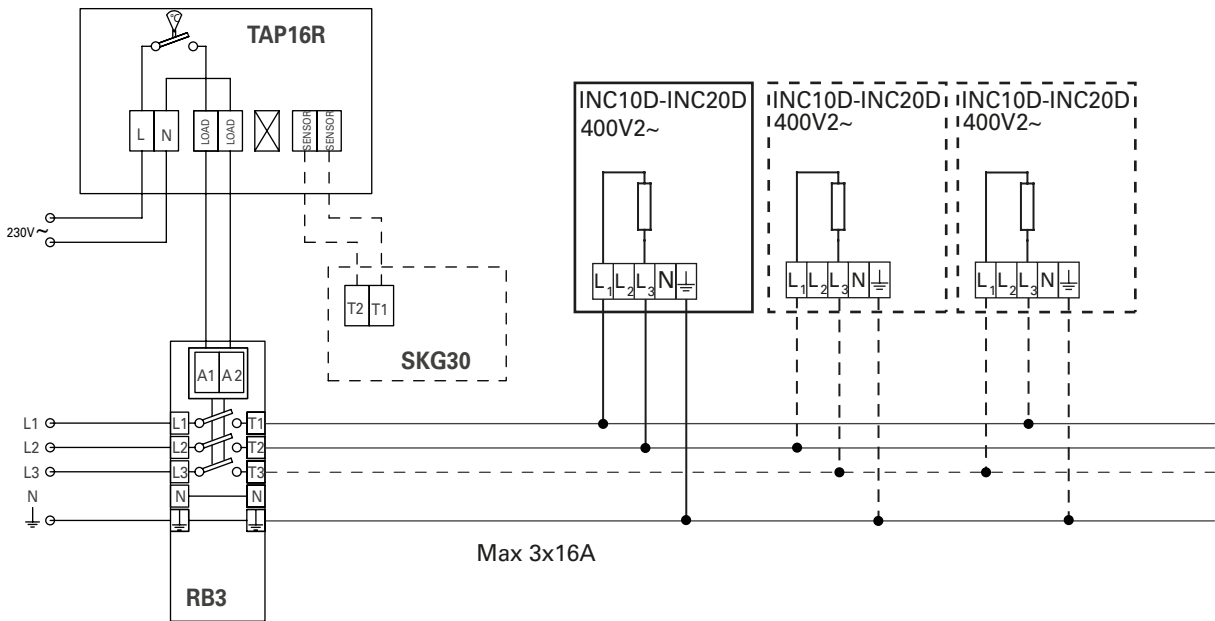 °C
TAP16R
L N LOAD LOAD SENSOR SENSOR
230V~
T2 T1
SKG30
INC10D-INC20D
400V2~
L1 L2 L3 N
INC10D-INC20D
400V2~
L1 L2 L3 N
INC10D-INC20D
400V2~
L1 L2 L3 N
A1 A2
L1 L1 T1
L2 L2 T2
L3 L3 T3
N N N
Max 3x16A
RB3